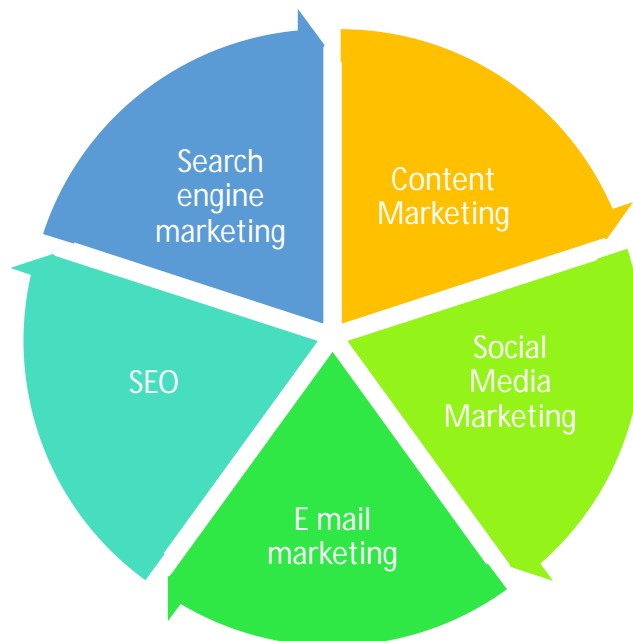 Search
engine
marketing
Content
Marketing
SEO
Social
Media
Marketing
E mail
marketing